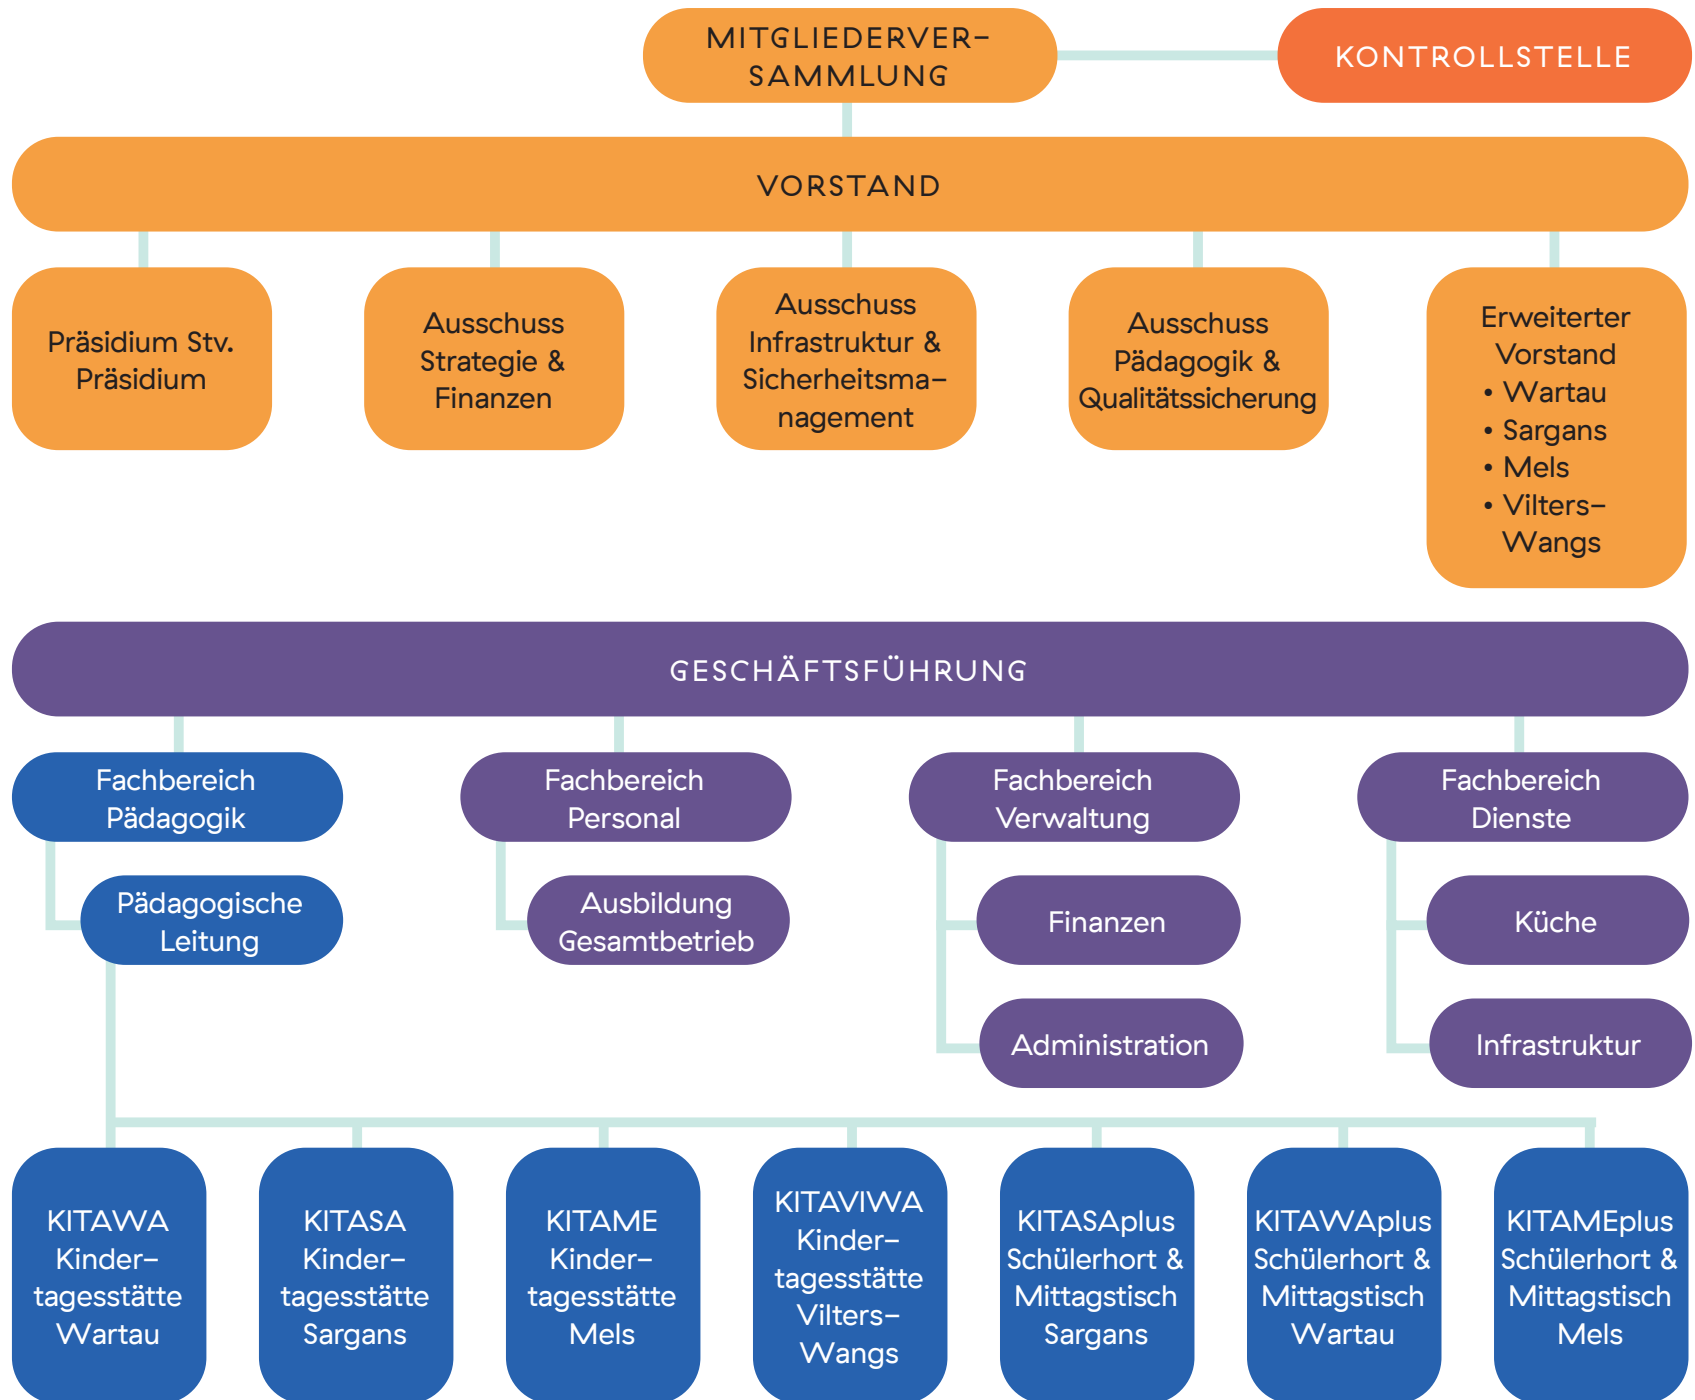 MITGLIEDERVER-
SAMMLUNG
KONTROLLSTELLE
VORSTAND
Präsidium Stv.
Präsidium
Ausschuss
Strategie &
Finanzen
Ausschuss
Infrastruktur &
Sicherheitsma-
nagement
Ausschuss
Pädagogik &
Qualitätssicherung
Erweiterter
Vorstand
• Wartau
• Sargans
• Mels
• Vilters-
Wangs
GESCHÄFTSFÜHRUNG
Fachbereich
Pädagogik
Fachbereich
Personal
Fachbereich
Verwaltung
Fachbereich
Dienste
Pädagogische
Leitung
Ausbildung
Gesamtbetrieb
Finanzen
Küche
Administration
Infrastruktur
KITAWA
Kinder-
tagesstätte
Wartau
KITASA
Kinder-
tagesstätte
Sargans
KITAME
Kinder-
tagesstätte
Mels
KITAVIWA
Kinder-
tagesstätte
Vilters-
Wangs
KITASAplus
Schülerhort &
Mittagstisch
Sargans
KITAWAplus
Schülerhort &
Mittagstisch
Wartau
KITAMEplus
Schülerhort &
Mittagstisch
Mels